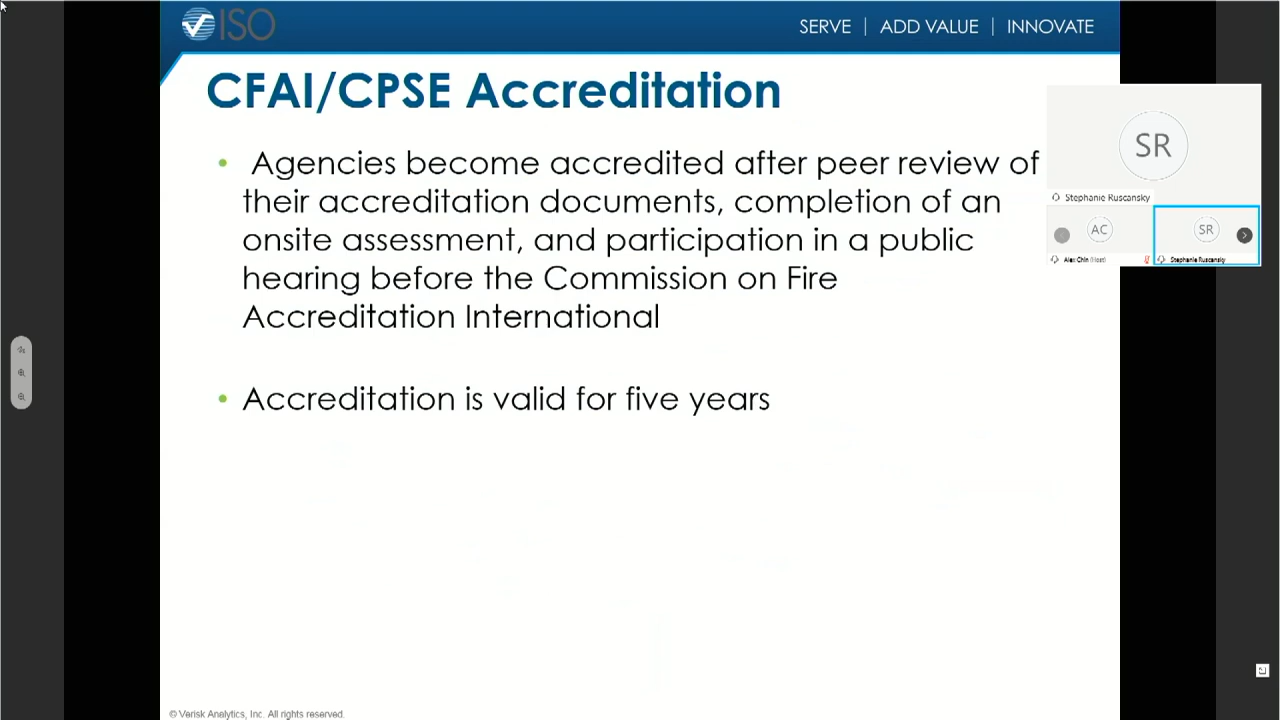 ISO
SERVE | ADD VALUE | INNOVATE
CFAI/CPSE Accreditation
• Agencies become accredited after peer review of
their accreditation documents, completion of an
onsite assessment, and participation in a public
hearing before the Commission on Fire
Accreditation International
• Accreditation is valid for five years
© Verisk Analytics, Inc. All rights reserved.
SR
Stephanie Ruscansky
AC
SR
Alex Chin (Host)
Stephanie Ruscansky